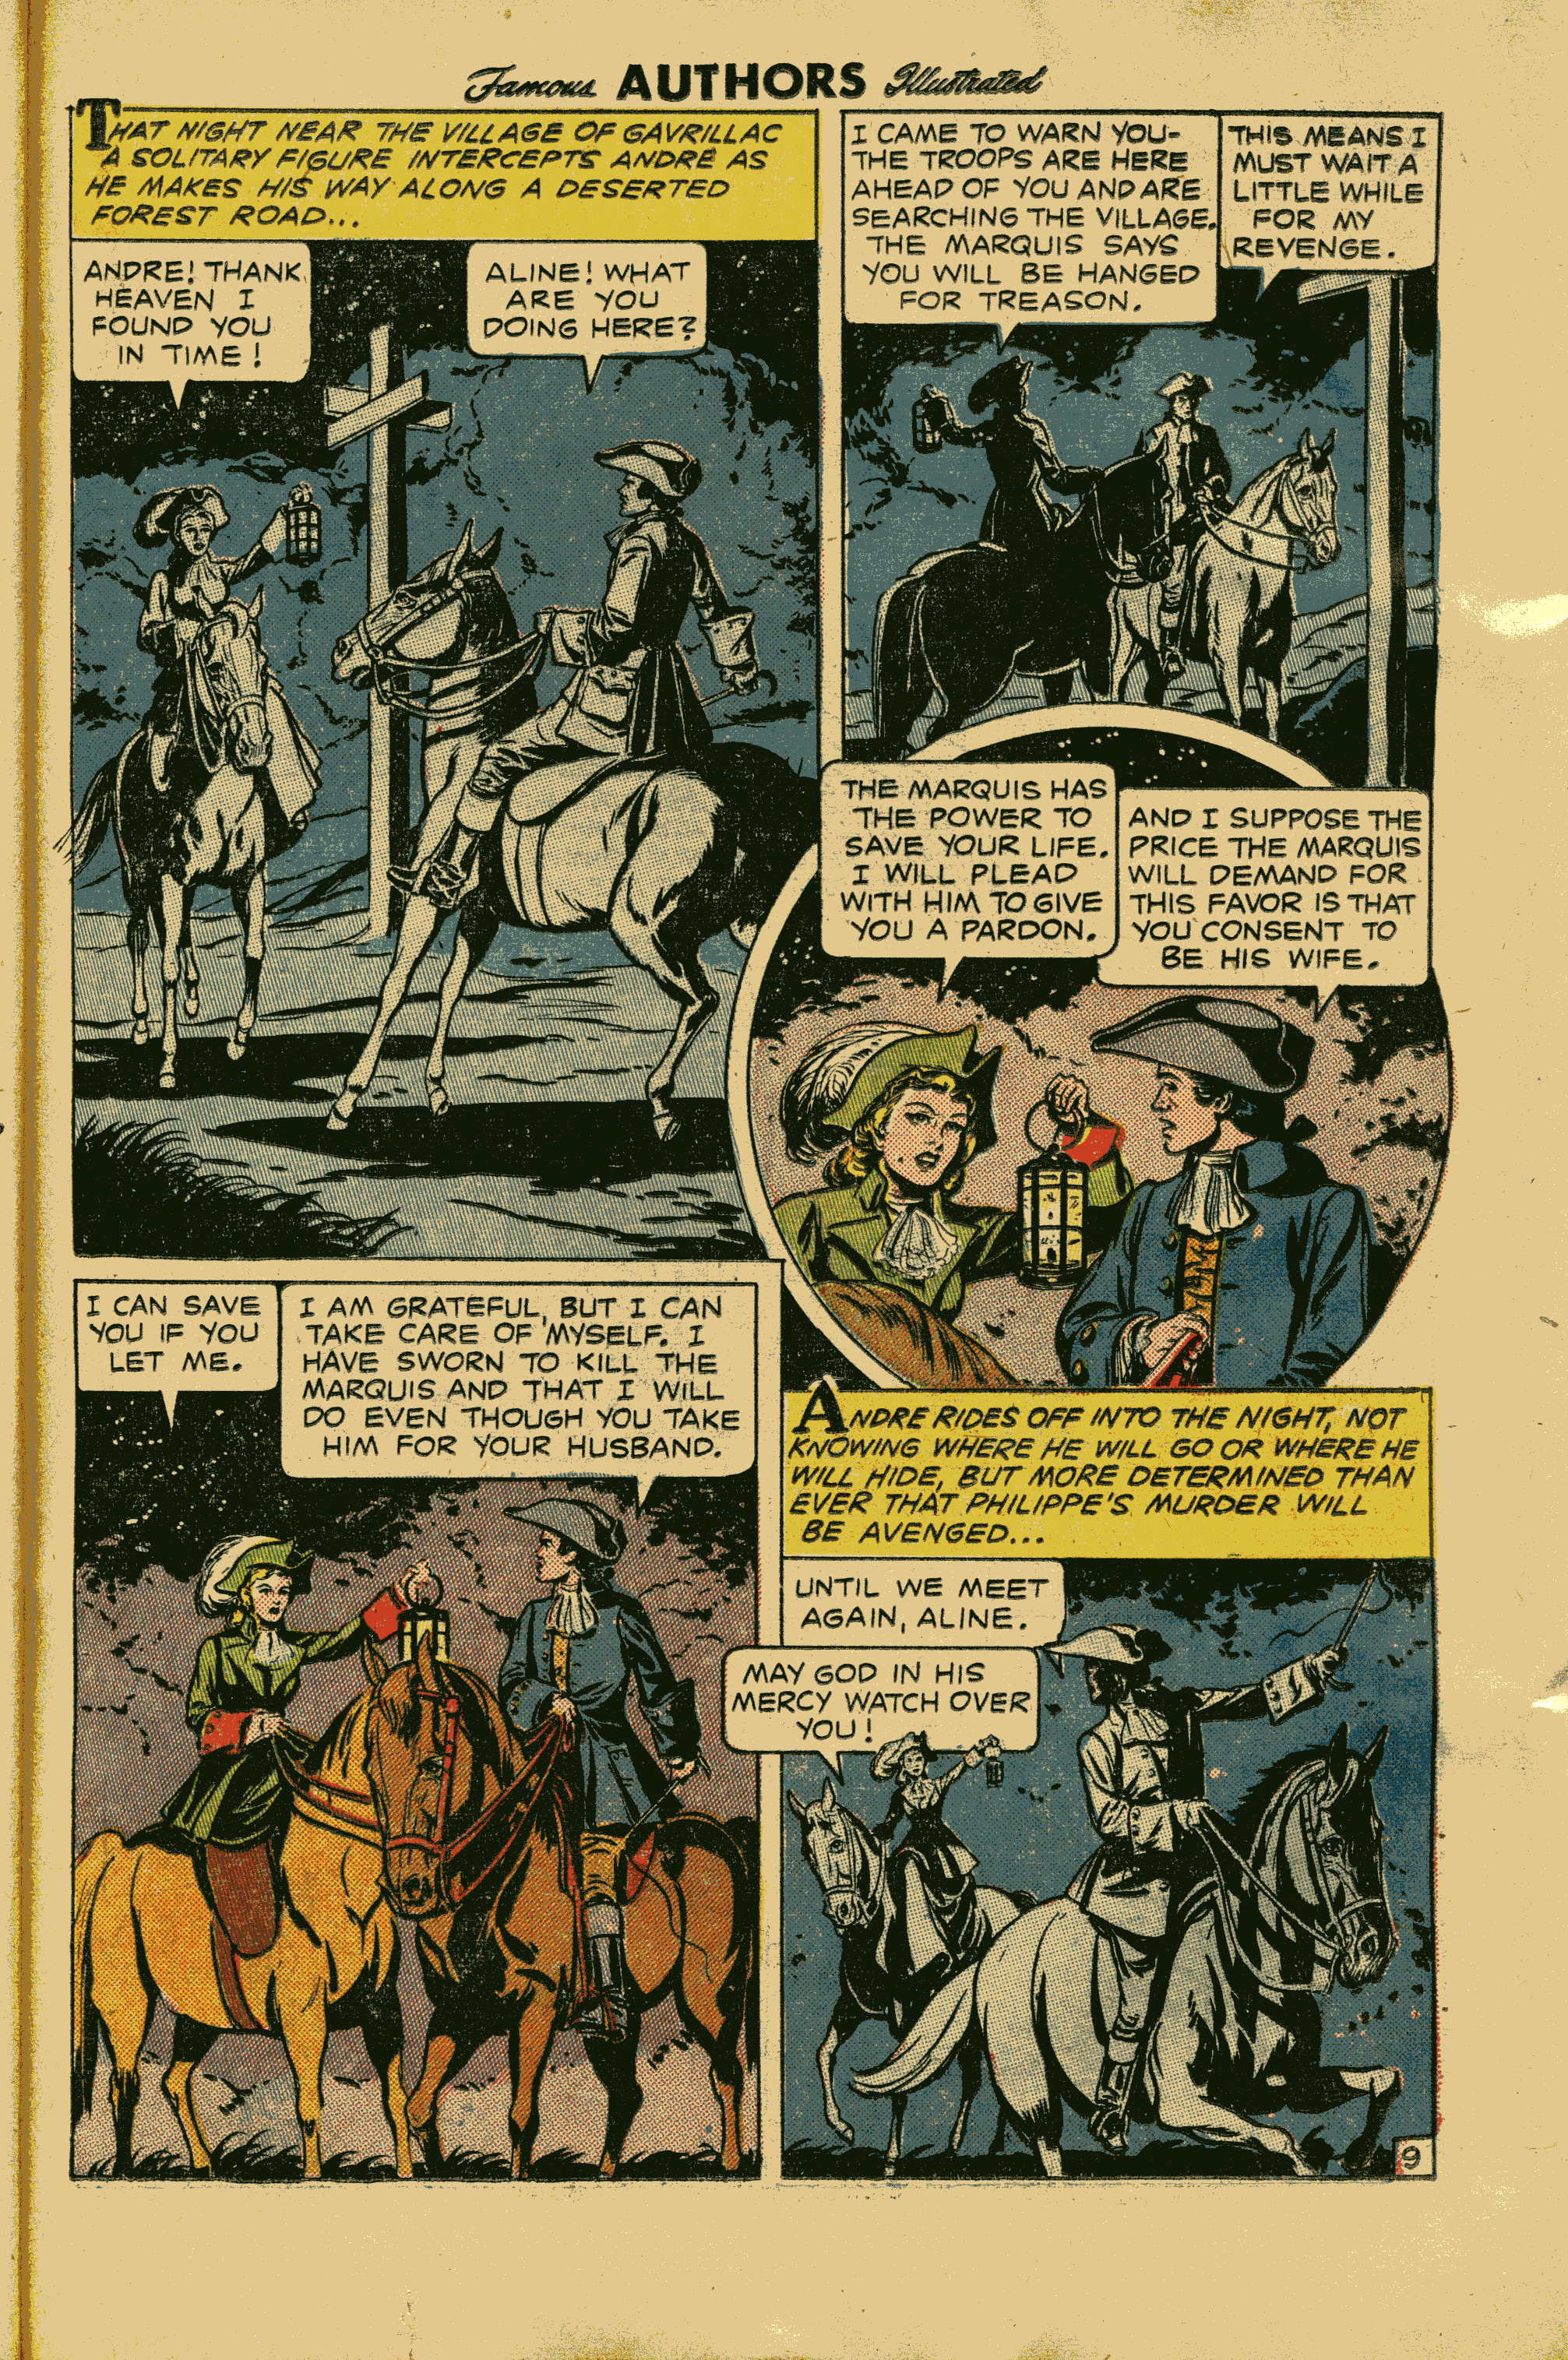 Famous AUTHORS Illustrated
THAT NIGHT NEAR THE VILLAGE OF GAVRILLAC
A SOLITARY FIGURE INTERCEPTS ANDRÉ AS
HE MAKES HIS WAY ALONG A DESERTED
FOREST ROAD...
ANDRE! THANK
HEAVEN I
FOUND YOU
IN TIME!
ALINE! WHAT
ARE YOU
DOING HERE?
I CAME TO WARN YOU-
THE TROOPS ARE HERE
AHEAD OF YOU AND ARE
SEARCHING THE VILLAGE.
THE MARQUIS SAYS
YOU WILL BE HANGED
FOR TREASON.
THIS MEANS I
MUST WAIT A
LITTLE WHILE
FOR MY
REVENGE.
THE MARQUIS HAS
THE POWER TO
SAVE YOUR LIFE.
I WILL PLEAD
WITH HIM TO GIVE
YOU A PARDON.
AND I SUPPOSE THE
PRICE THE MARQUIS
WILL DEMAND FOR
THIS FAVOR IS THAT
YOU CONSENT TO
BE HIS WIFE.
I CAN SAVE
YOU IF YOU
LET ME.
I AM GRATEFUL, BUT I CAN
TAKE CARE OF MYSELF. I
HAVE SWORN TO KILL THE
MARQUIS AND THAT I WILL
DO EVEN THOUGH YOU TAKE
HIM FOR YOUR HUSBAND.
ANDRE RIDES OFF INTO THE NIGHT, NOT
KNOWING WHERE HE WILL GO OR WHERE HE
WILL HIDE, BUT MORE DETERMINED THAN
EVER THAT PHILIPPE'S MURDER WILL
BE AVENGED...
UNTIL WE MEET
AGAIN, ALINE.
MAY GOD IN HIS
MERCY WATCH OVER
YOU!
9